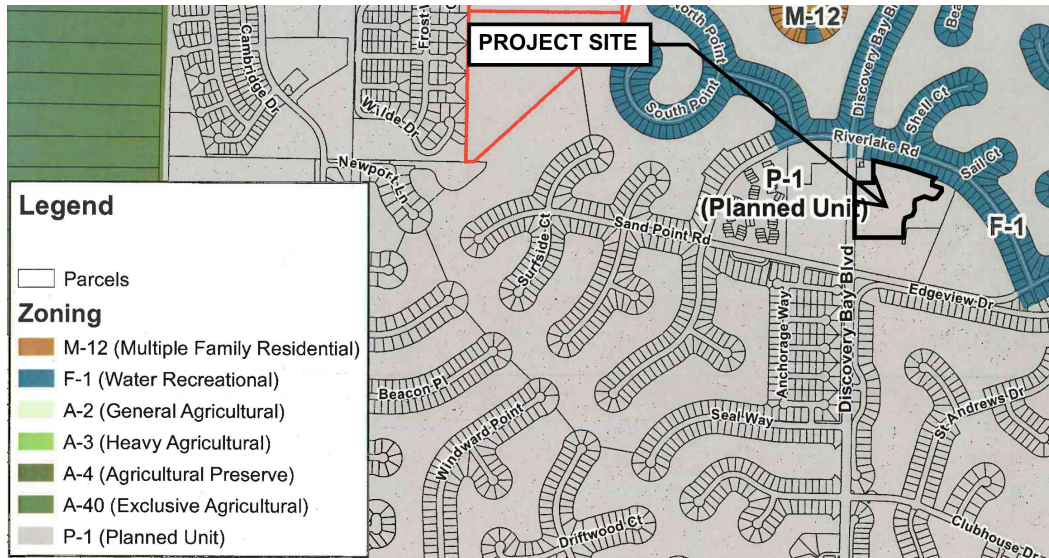 North Point
M-12
Discovery Bay Bl
Bea
Frost
PROJECT SITE
Cambridge Dr
South Point
Shell Ct
Wilde Dr
Riverlake Rd
Sail Ct
Newport Ln
P-1
(Planned Unit)
F-1
Legend
Parcels
Zoning
M-12 (Multiple Family Residential)
F-1 (Water Recreational)
A-2 (General Agricultural)
A-3 (Heavy Agricultural)
A-4 (Agricultural Preserve)
A-40 (Exclusive Agricultural)
P-1 (Planned Unit)
Sand Point Rd
Surfside Ct
Discovery Bay Blvd
Edgeview Dr
Anchorage Way
Beacon Pl
Seal Way
St Andrews Dr
Windward Point
Driftwood Ct
Clubhouse Dr